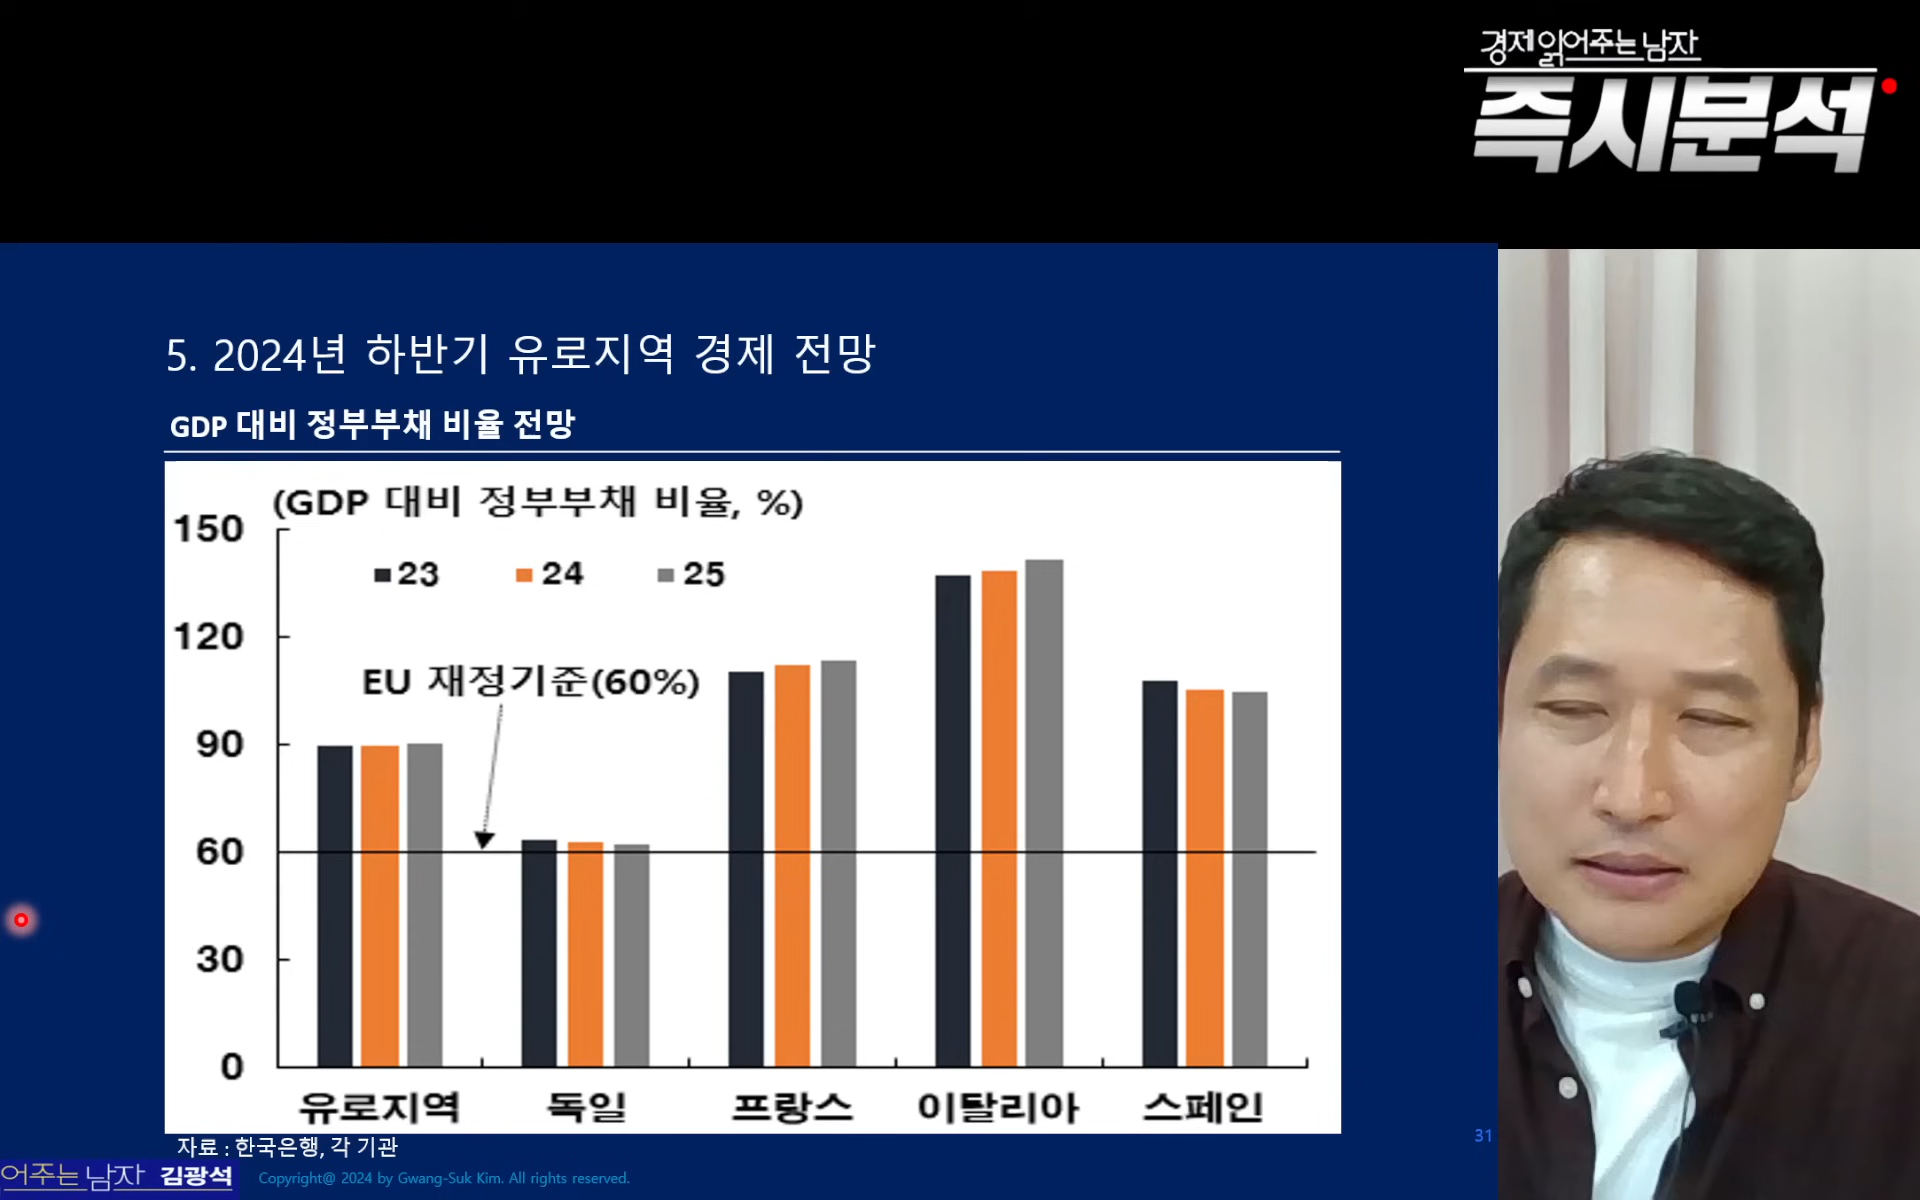 경제 읽어주는 남자
즉시분석
5. 2024년 하반기 유로지역 경제 전망
GDP 대비 정부부채 비율 전망
(GDP 대비 정부부채 비율, %)
150
23 24 25
120
EU 재정기준(60%)
90
60
30
0
유로지역 독일 프랑스 이탈리아 스페인
자료 : 한국은행, 각 기관
31
어주는 남자 김광석
Copyright@ 2024 by Gwang-Suk Kim. All rights reserved.